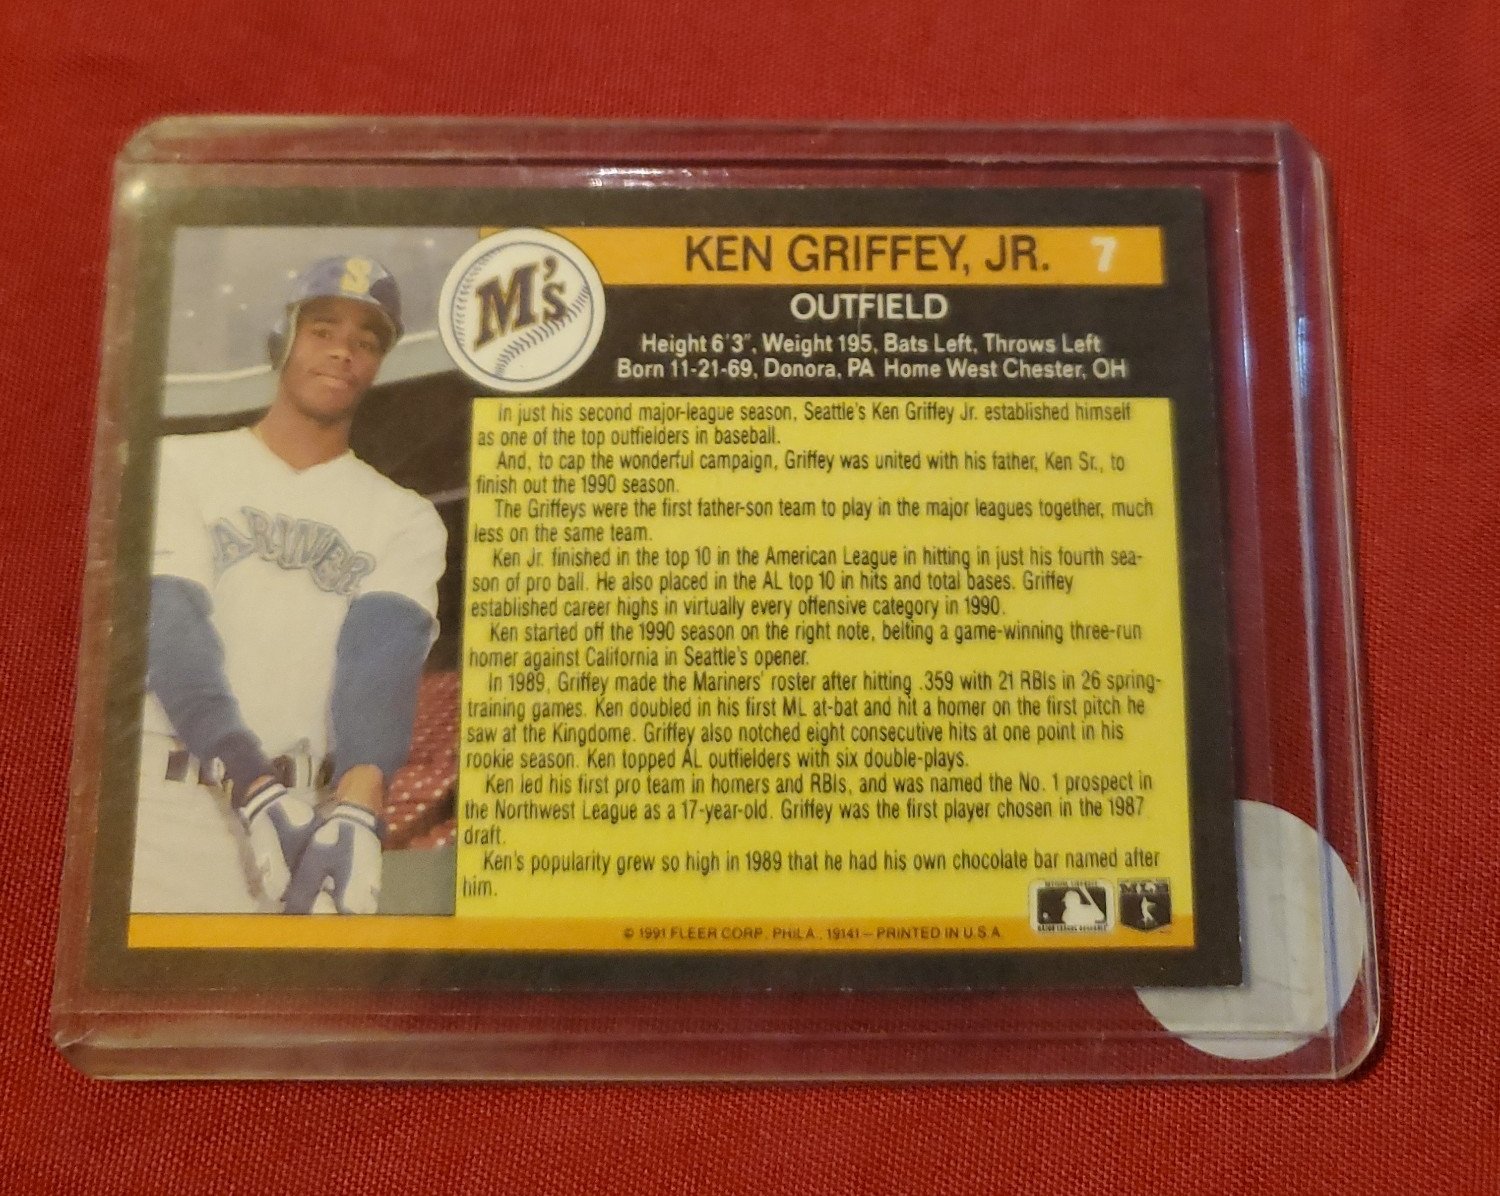 KEN GRIFFEY, JR. 7
M's
OUTFIELD
Height 6'3", Weight 195, Bats Left, Throws Left
Born 11-21-69, Donora, PA Home West Chester, OH
S
MARINERS
In just his second major-league season, Seattle's Ken Griffey Jr. established himself
as one of the top outfielders in baseball.
And, to cap the wonderful campaign, Griffey was united with his father, Ken Sr., to
finish out the 1990 season.
The Griffeys were the first father-son team to play in the major leagues together, much
less on the same team.
Ken Jr. finished in the top 10 in the American League in hitting in just his fourth sea-
son of pro ball. He also placed in the AL top 10 in hits and total bases. Griffey
established career highs in virtually every offensive category in 1990.
Ken started off the 1990 season on the right note, belting a game-winning three-run
homer against California in Seattle's opener.
In 1989, Griffey made the Mariners' roster after hitting .359 with 21 RBIs in 26 spring-
training games. Ken doubled in his first ML at-bat and hit a homer on the first pitch he
saw at the Kingdome. Griffey also notched eight consecutive hits at one point in his
rookie season. Ken topped AL outfielders with six double-plays.
Ken led his first pro team in homers and RBIs, and was named the No. 1 prospect in
the Northwest League as a 17-year-old. Griffey was the first player chosen in the 1987
draft.
Ken's popularity grew so high in 1989 that he had his own chocolate bar named after
him.
MLB
© 1991 FLEER CORP. PHILA., 19141 – PRINTED IN U.S.A.